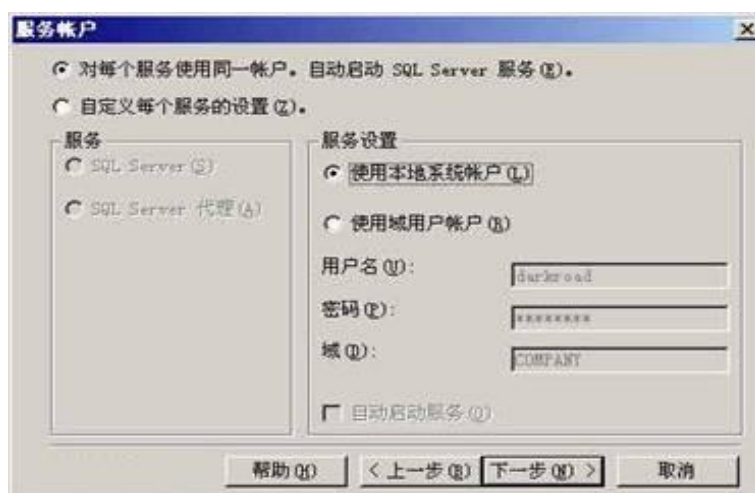 服务帐户
对每个服务使用同一帐户。自动启动 SQL Server 服务(E)。
自定义每个服务的设置(Z)。
服务
SQL Server(S)
SQL Server 代理(A)
服务设置
使用本地系统帐户(L)
使用域用户帐户(B)
用户名(U):
darkroad
密码(P):
********
域(D):
COMPANY
自动启动服务(O)
帮助(H)
< 上一步(B)
下一步(N) >
取消